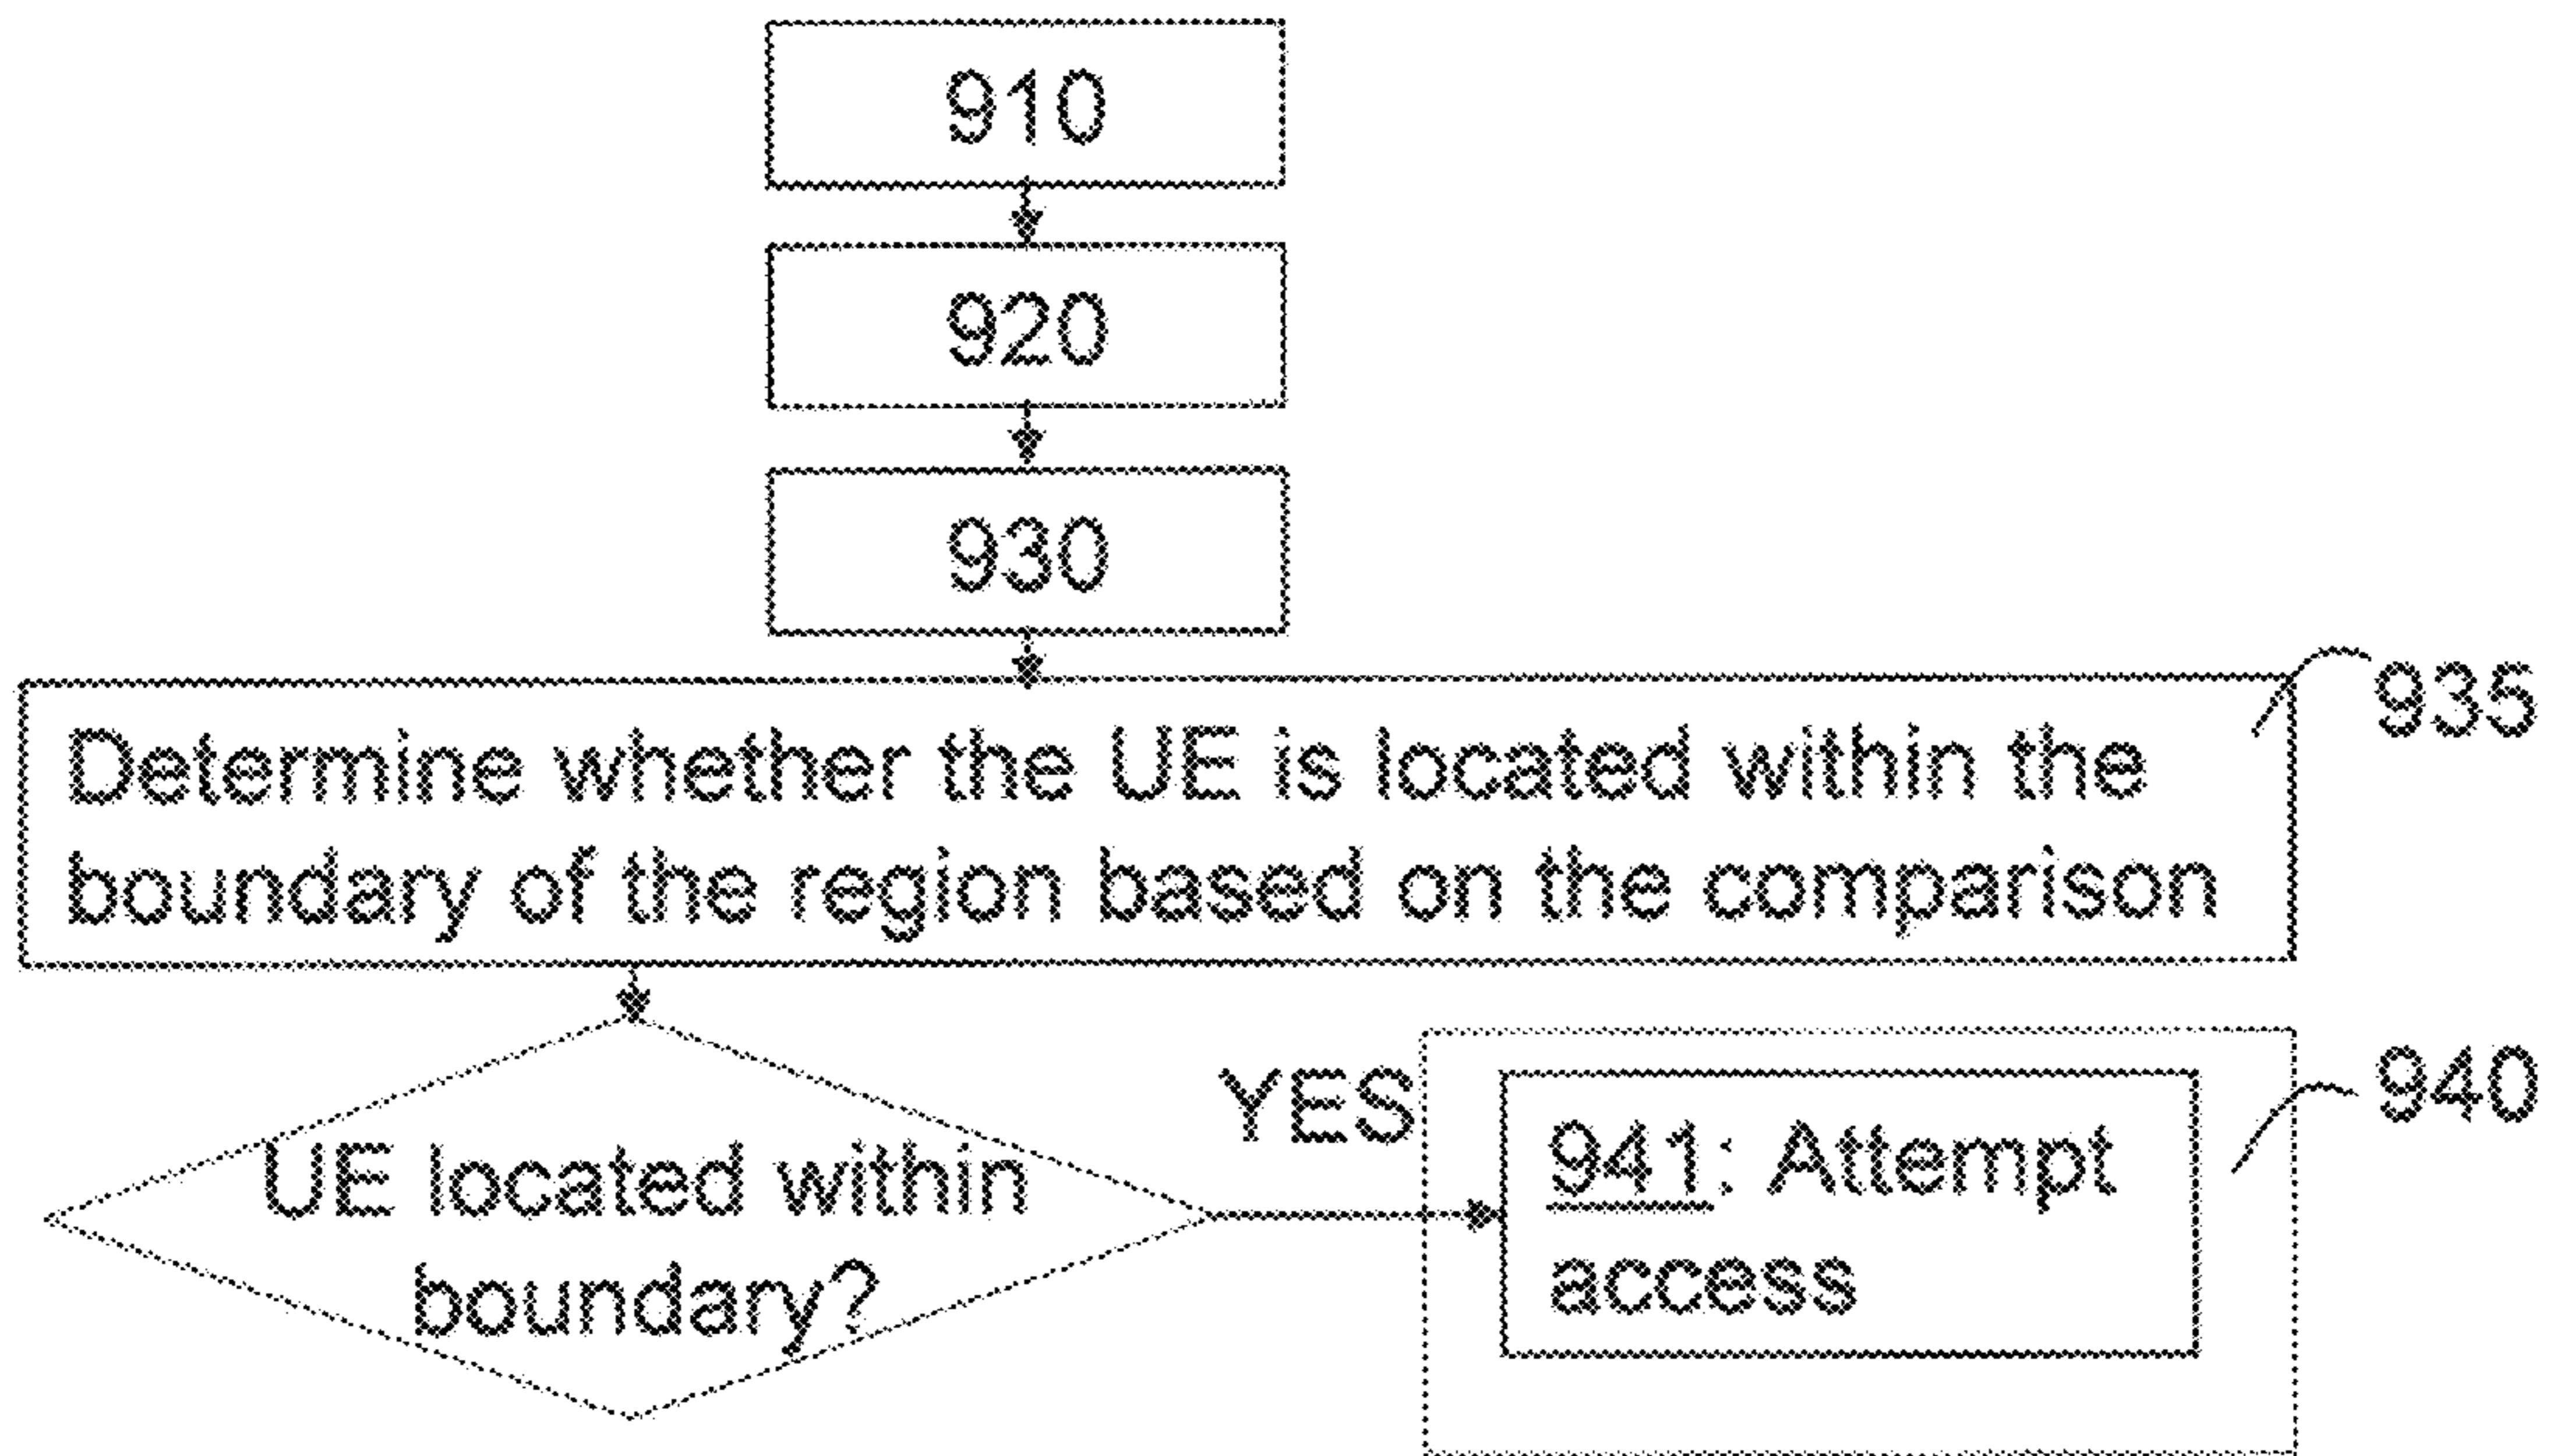 910
920
930
935
Determine whether the UE is located within the
boundary of the region based on the comparison
YES
940
941: Attempt
access
UE located within
boundary?